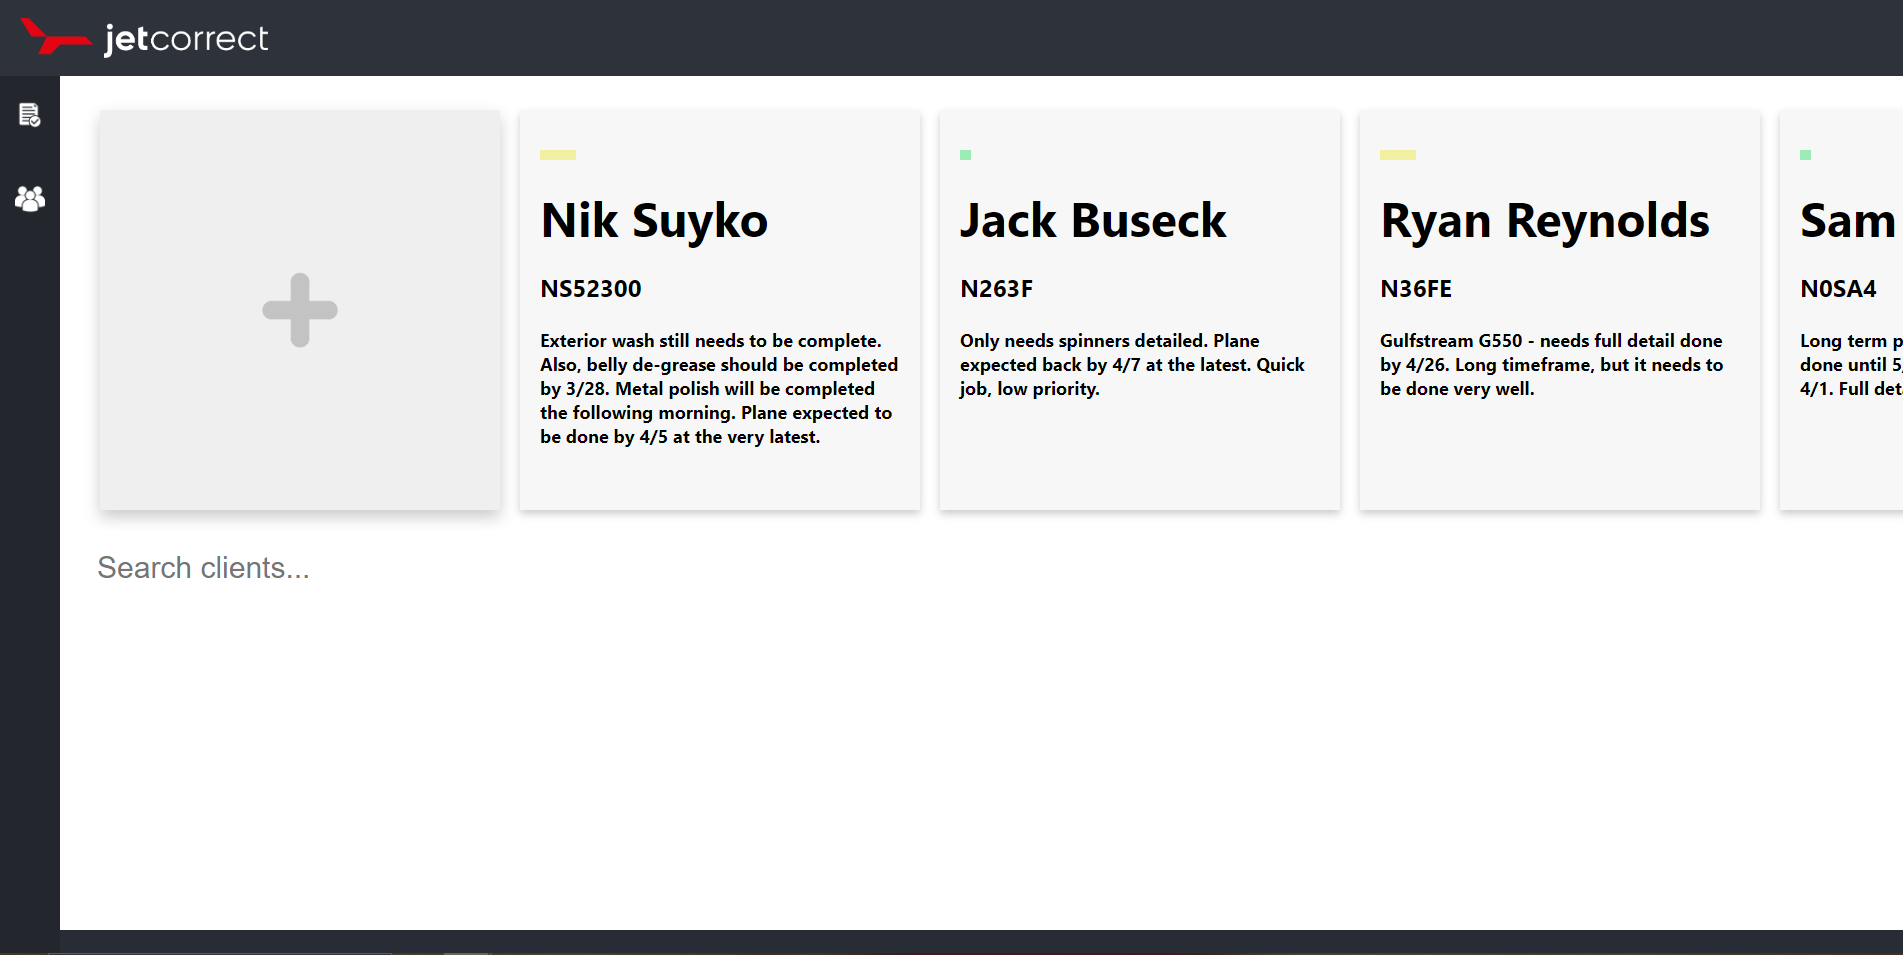 jetcorrect
Nik Suyko
NS52300
Exterior wash still needs to be complete.
Also, belly de-grease should be completed
by 3/28. Metal polish will be completed
the following morning. Plane expected to
be done by 4/5 at the very latest.
Jack Buseck
N263F
Only needs spinners detailed. Plane
expected back by 4/7 at the latest. Quick
job, low priority.
Ryan Reynolds
N36FE
Gulfstream G550 - needs full detail done
by 4/26. Long timeframe, but it needs to
be done very well.
Sam
N0SA4
Long term
done until
4/1. Full
Search clients...